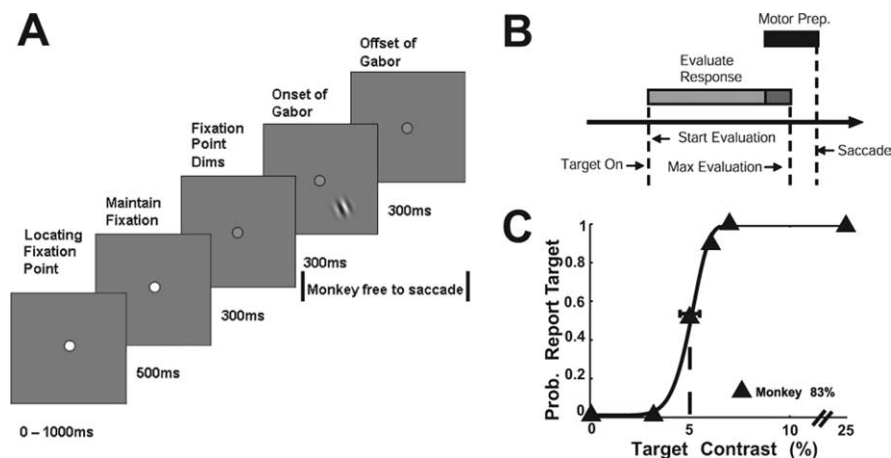 A
Offset of
Gabor
Onset of
Gabor
Fixation
Point
Dims
Maintain
Fixation
Locating
Fixation
Point
300ms
300ms
Monkey free to saccade
300ms
500ms
0 – 1000ms
B
Motor Prep.
Evaluate
Response
Start Evaluation
Target On
Max Evaluation
Saccade
C
Prob. Report Target
1
0.8
0.6
0.4
0.2
0
Monkey 83%
0
5
10
25
Target Contrast (%)